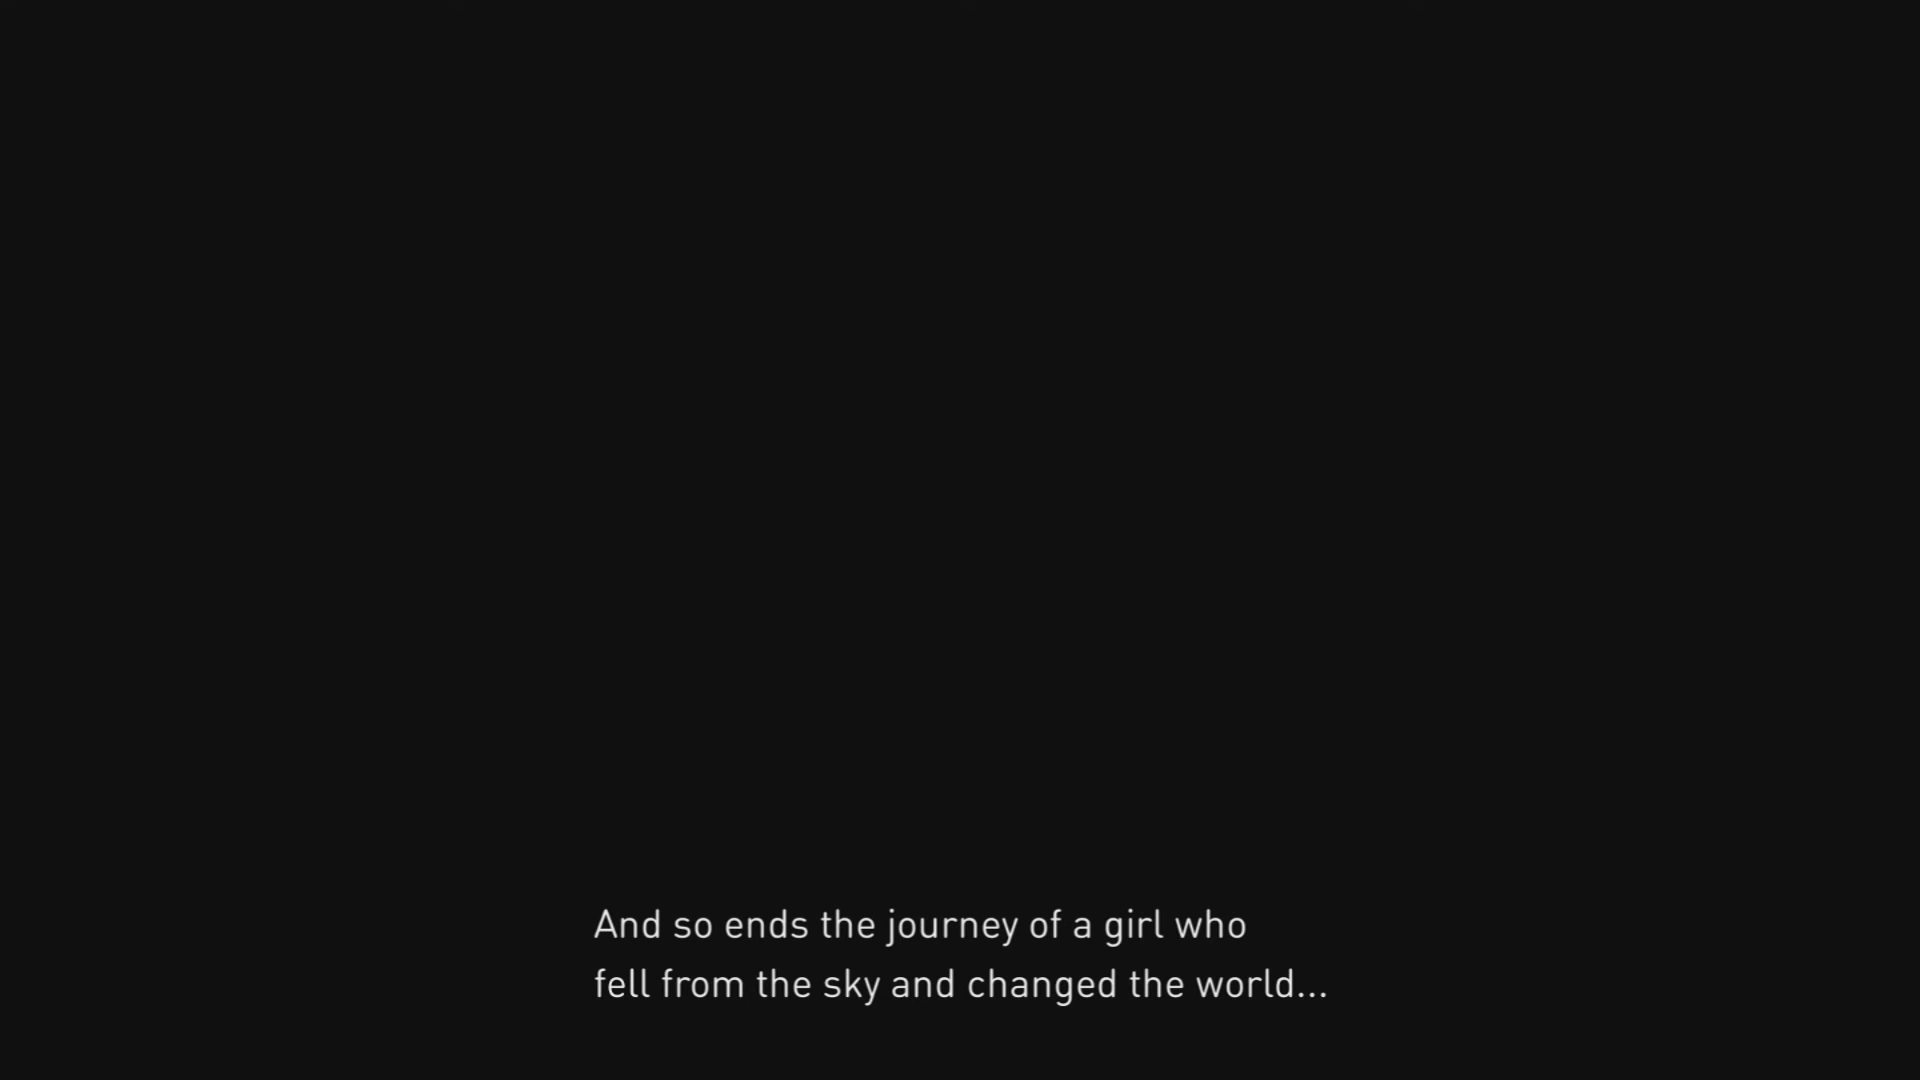 And so ends the journey of a girl who
fell from the sky and changed the world...